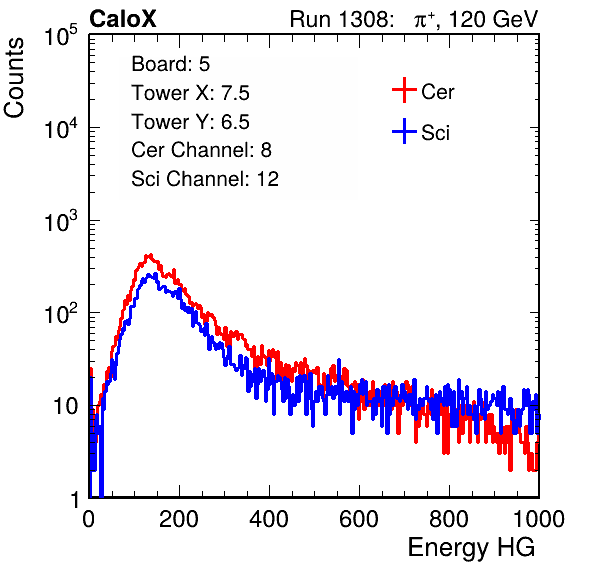 CaloX Run 1308: π⁺, 120 GeV
Board: 5
Tower X: 7.5
Tower Y: 6.5
Cer Channel: 8
Sci Channel: 12
Cer
Sci
Counts
10⁵
10⁴
10³
10²
10
1
0 200 400 600 800 1000
Energy HG